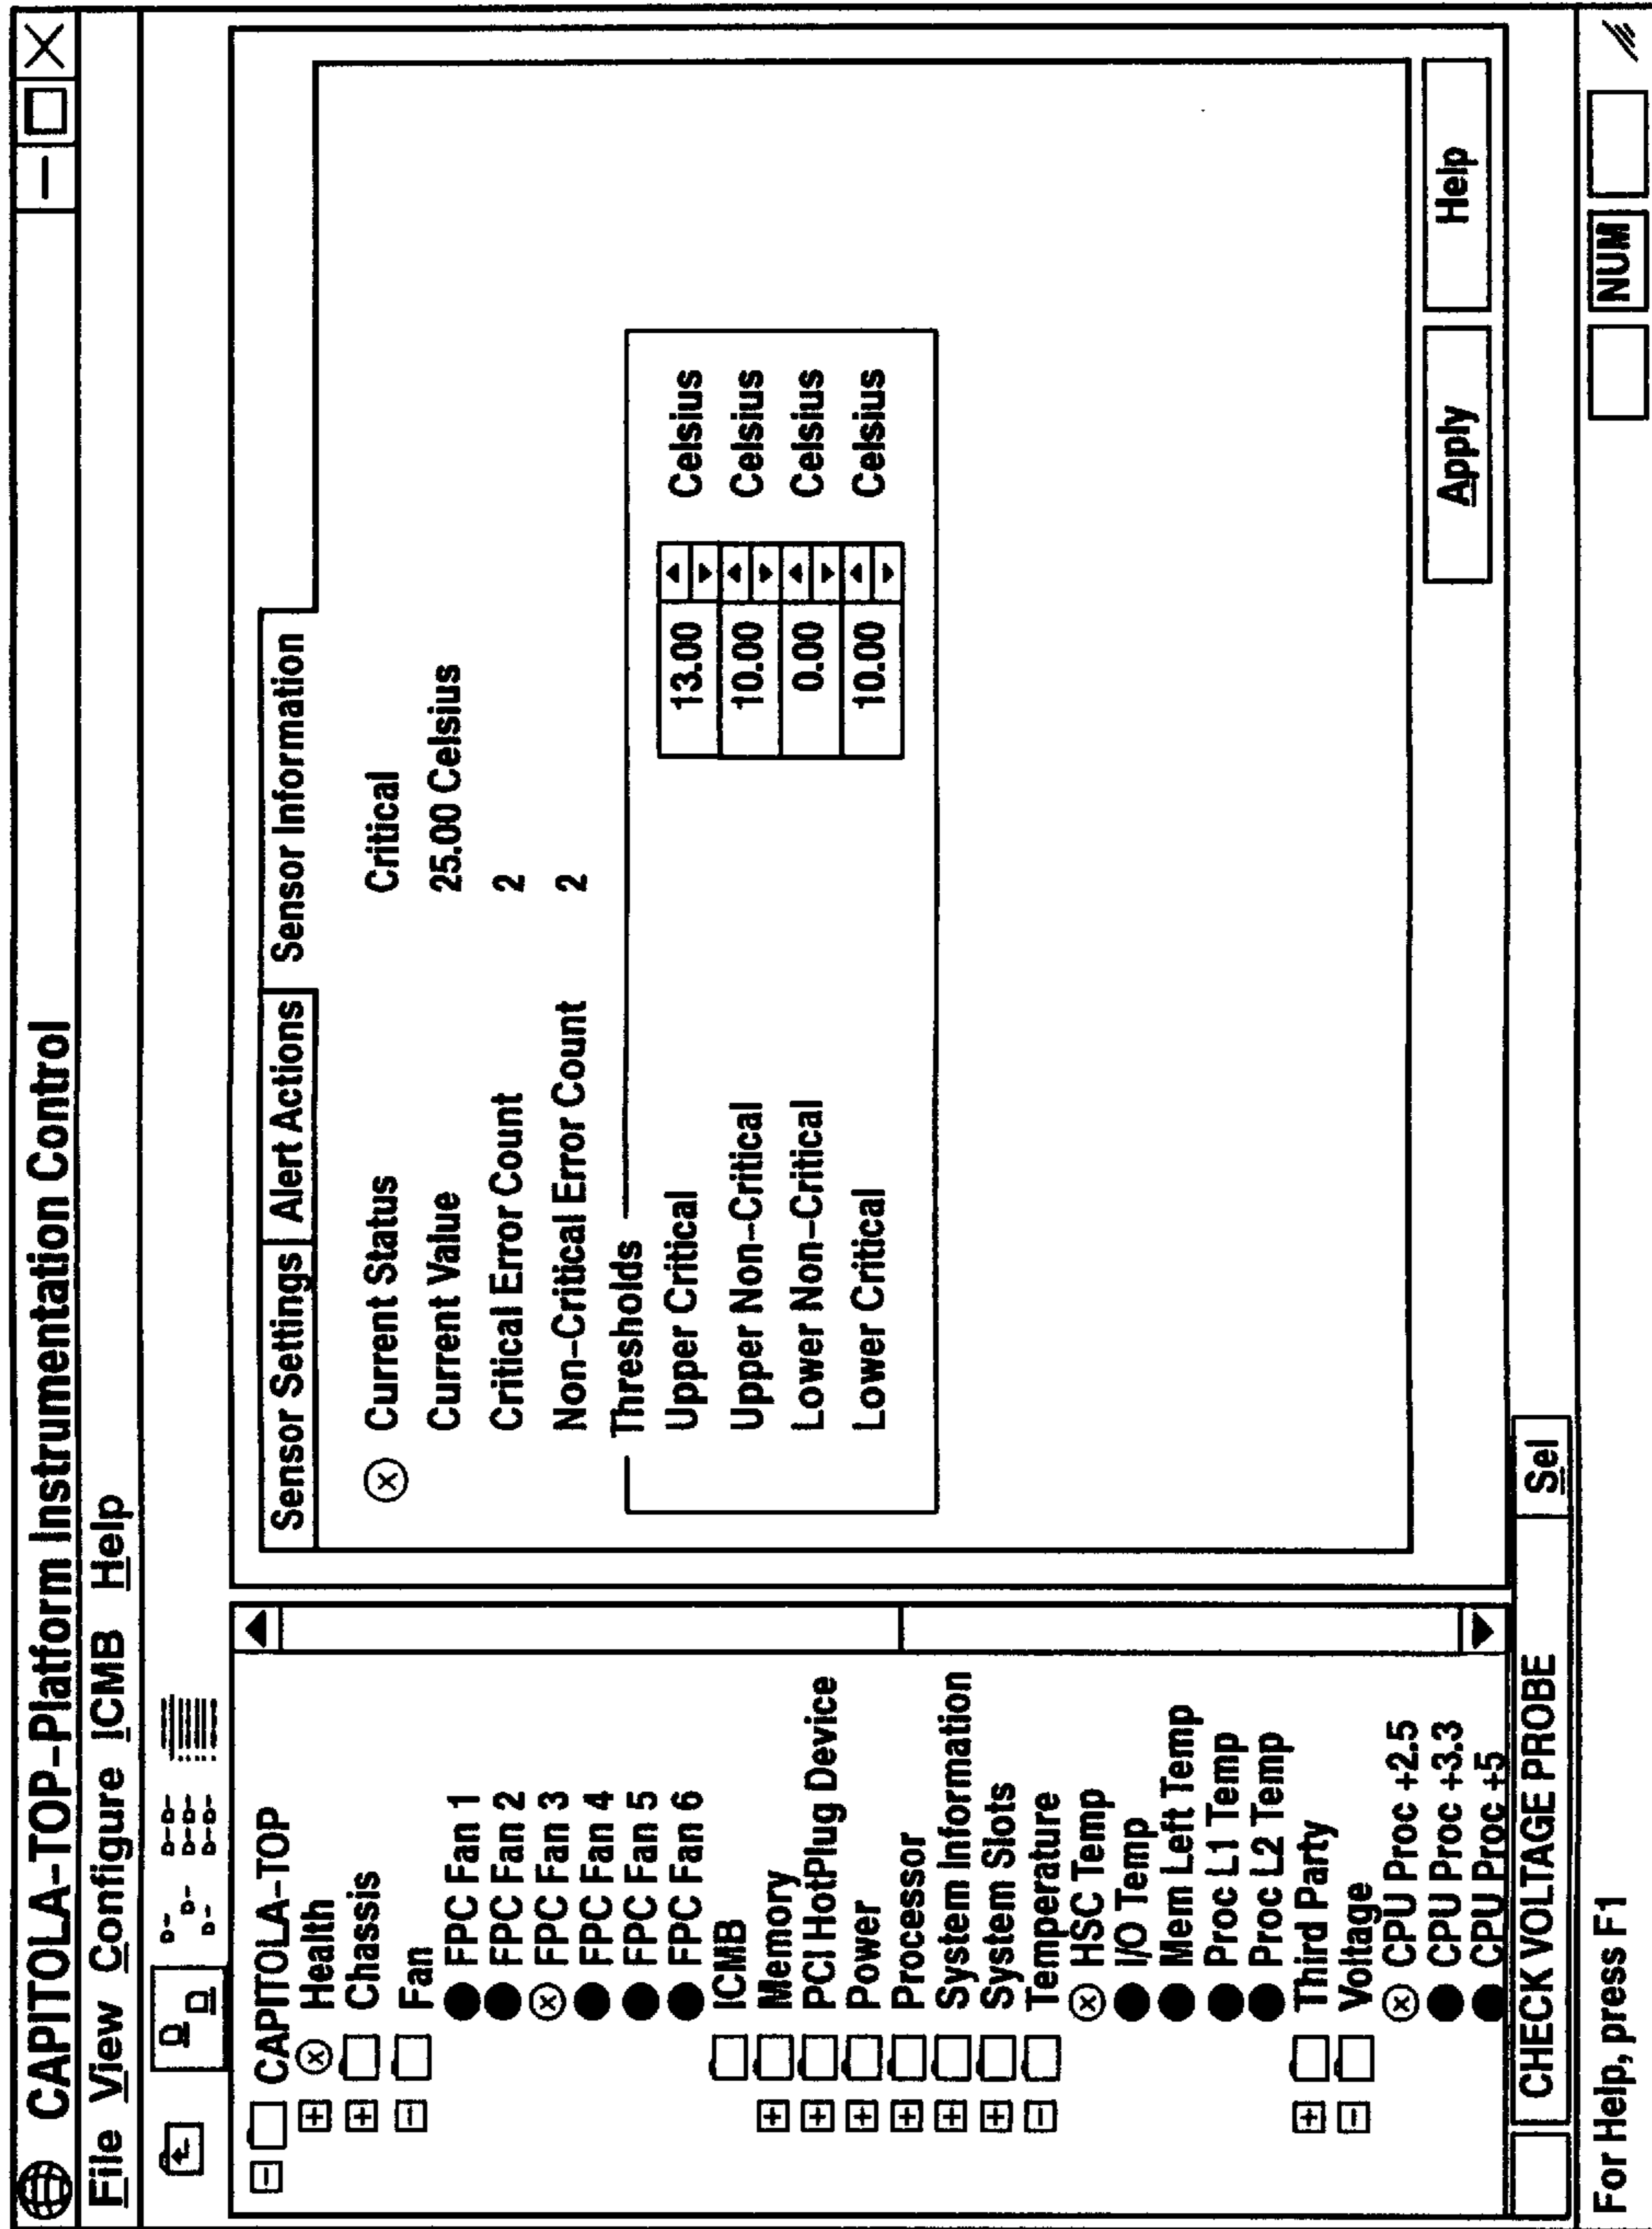 CAPITOLA-TOP-Platform Instrumentation Control
File View Configure ICMB Help
CAPITOLA-TOP
Health
Chassis
Fan
FPC Fan 1
FPC Fan 2
FPC Fan 3
FPC Fan 4
FPC Fan 5
FPC Fan 6
ICMB
Memory
PCI HotPlug Device
Power
Processor
System Information
System Slots
Temperature
HSC Temp
I/O Temp
Mem Left Temp
Proc L1 Temp
Proc L2 Temp
Third Party
Voltage
CPU Proc +2.5
CPU Proc +3.3
CPU Proc +5
Sensor Settings Alert Actions Sensor Information
Current Status Critical
Current Value 25.00 Celsius
Critical Error Count 2
Non-Critical Error Count 2
Thresholds
Upper Critical 13.00 Celsius
Upper Non-Critical 10.00 Celsius
Lower Non-Critical 0.00 Celsius
Lower Critical 10.00 Celsius
Apply Help
CHECK VOLTAGE PROBE Sel
For Help, press F1 NUM